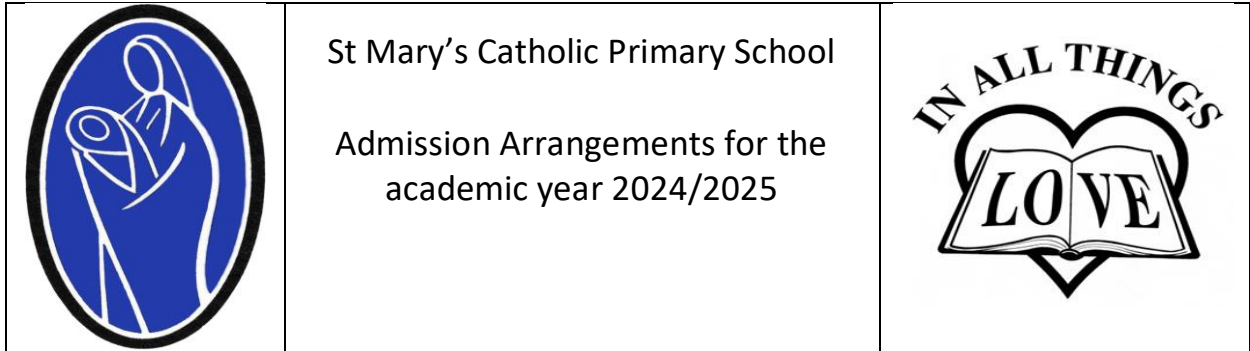 St Mary’s Catholic Primary School
Admission Arrangements for the
academic year 2024/2025
IN ALL THINGS
LOVE